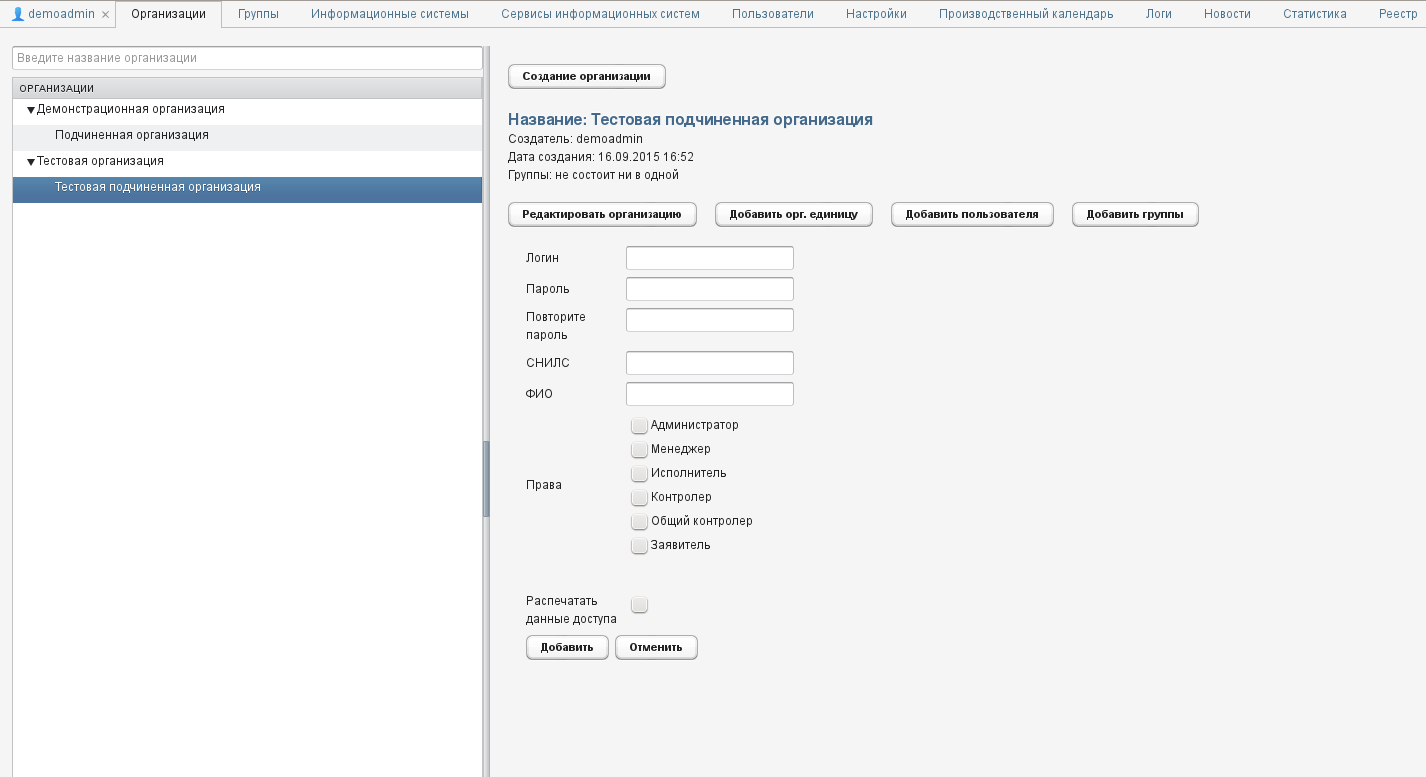 demoadmin × Организации Группы Информационные системы Сервисы информационных систем Пользователи Настройки Производственный календарь Логи Новости Статистика Реестр
Введите название организации
ОРГАНИЗАЦИИ
Демонстрационная организация
Подчиненная организация
Тестовая организация
Тестовая подчиненная организация
Создание организации
Название: Тестовая подчиненная организация
Создатель: demoadmin
Дата создания: 16.09.2015 16:52
Группы: не состоит ни в одной
Редактировать организацию Добавить орг. единицу Добавить пользователя Добавить группы
Логин
Пароль
Повторите
пароль
СНИЛС
ФИО
Права
Администратор
Менеджер
Исполнитель
Контролер
Общий контролер
Заявитель
Распечатать
данные доступа
Добавить Отменить